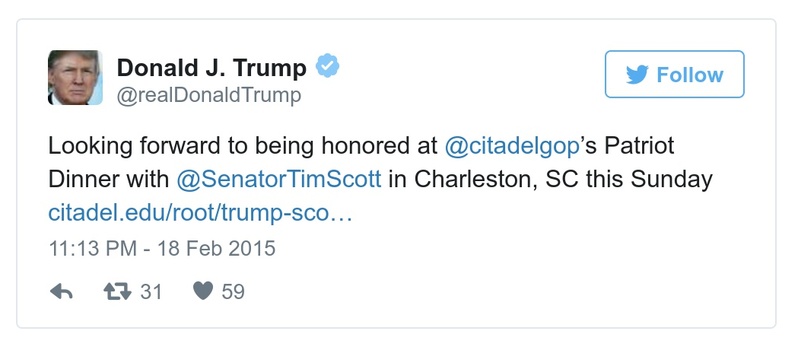 Donald J. Trump
@realDonaldTrump
Follow
Looking forward to being honored at @citadelgop’s Patriot
Dinner with @SenatorTimScott in Charleston, SC this Sunday
citadel.edu/root/trump-sco…
11:13 PM - 18 Feb 2015
31 59